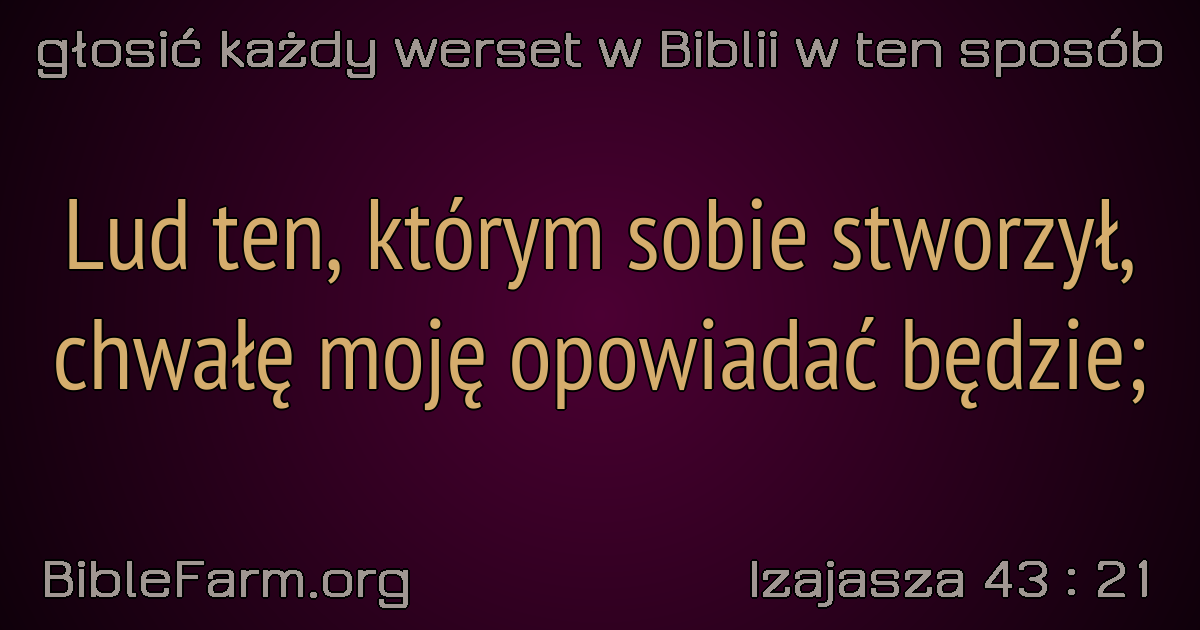 głosić każdy werset w Biblii w ten sposób
Lud ten, którym sobie stworzył,
chwałę moję opowiadać będzie;
BibleFarm.org
Izajasza 43 : 21